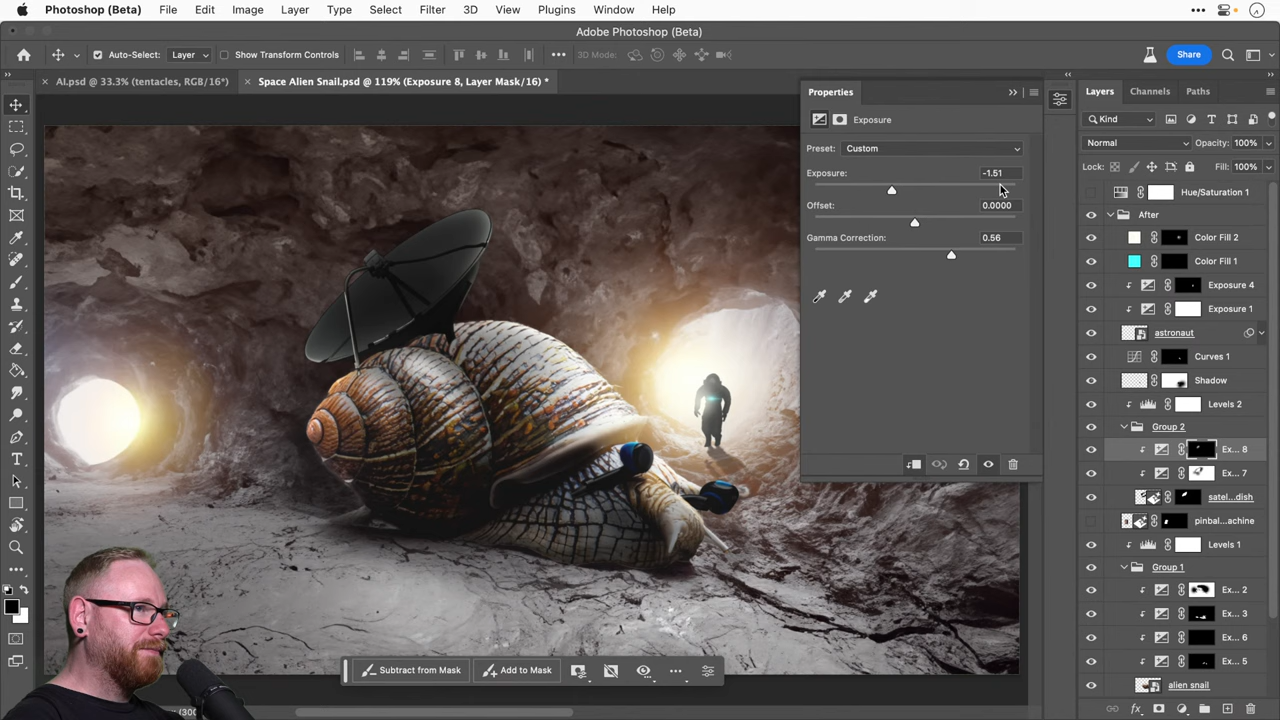 Photoshop (Beta) File Edit Image Layer Type Select Filter 3D View Plugins Window Help
Adobe Photoshop (Beta)
Auto-Select: Layer Show Transform Controls 3D Mode: Share
AI.psd @ 33.3% (tentacles, RGB/16*)
Space Alien Snail.psd @ 119% (Exposure 8, Layer Mask/16) *
Properties
Exposure
Preset: Custom
Exposure: -1.51
Offset: 0.0000
Gamma Correction: 0.56
Layers Channels Paths
Kind
Normal Opacity: 100%
Lock: Fill: 100%
Hue/Saturation 1
After
Color Fill 2
Color Fill 1
Exposure 4
Exposure 1
astronaut
Curves 1
Shadow
Levels 2
Group 2
Ex... 8
Ex... 7
satel...dish
pinbal...achine
Levels 1
Group 1
Ex... 2
Ex... 3
Ex... 6
Ex... 5
alien snail
Subtract from Mask Add to Mask